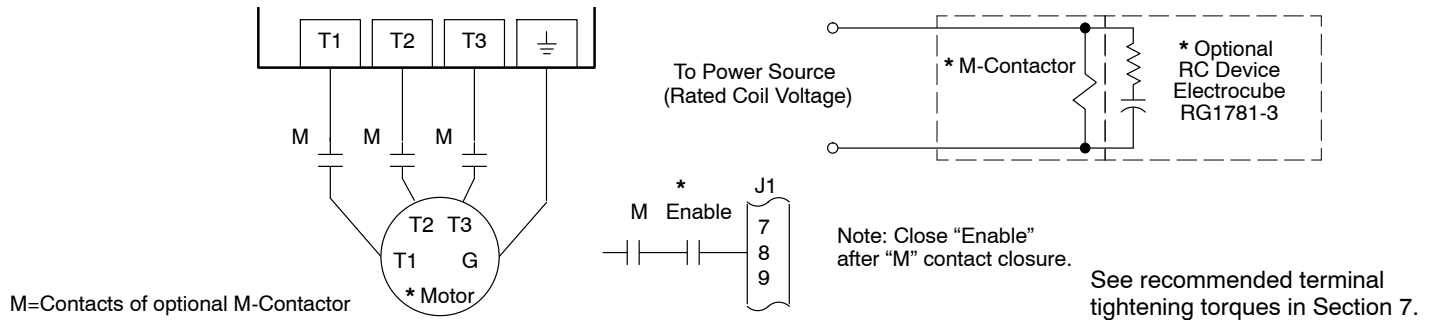 T1 T2 T3
M M M
T2 T3
T1 G
* Motor
M=Contacts of optional M-Contactor
To Power Source
(Rated Coil Voltage)
* M-Contactor
* Optional
RC Device
Electrocube
RG1781-3
*
M Enable
J1
7
8
9
Note: Close “Enable”
after “M” contact closure.
See recommended terminal
tightening torques in Section 7.